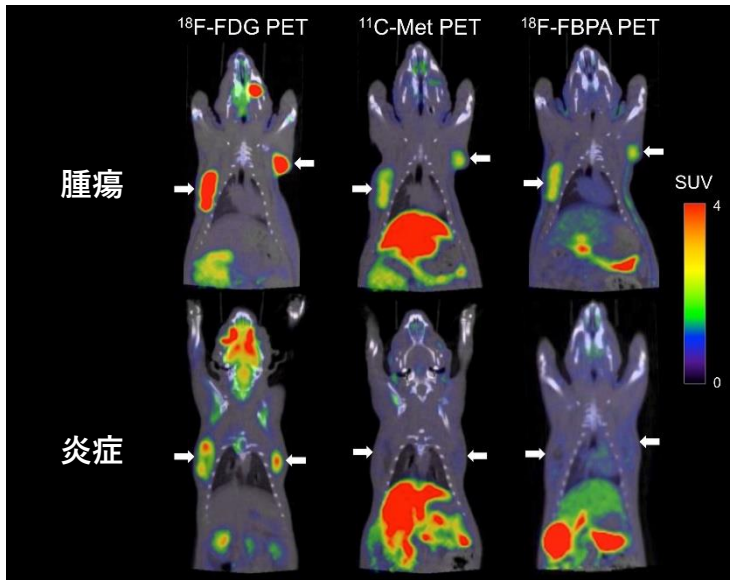 ¹⁸F-FDG PET ¹¹C-Met PET ¹⁸F-FBPA PET
腫瘍
SUV
4
0
炎症